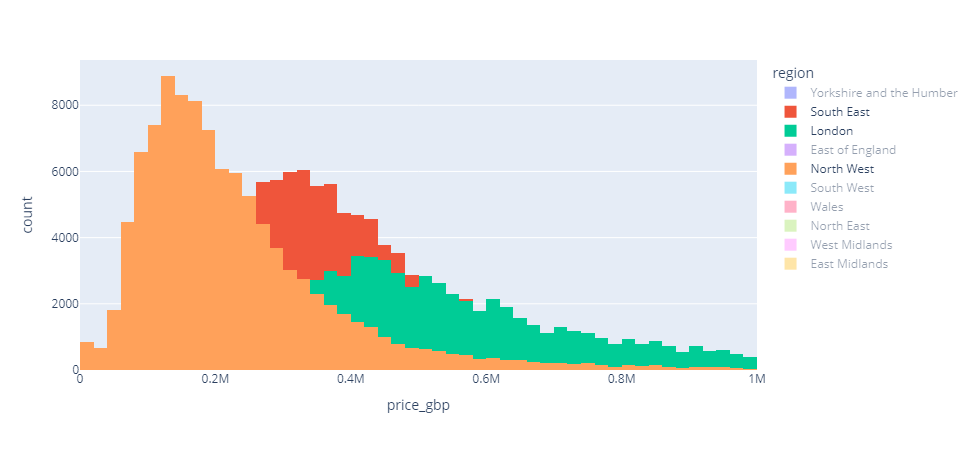 region
Yorkshire and the Humber
South East
London
East of England
North West
South West
Wales
North East
West Midlands
East Midlands
count
8000
6000
4000
2000
0
0 0.2M 0.4M 0.6M 0.8M 1M
price_gbp